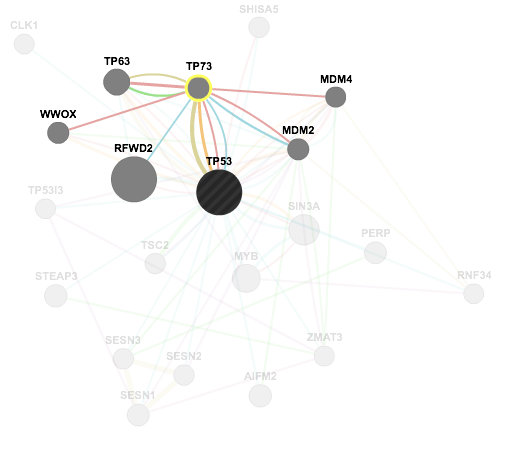 SHISA5
CLK1
TP63
TP73
MDM4
WWOX
MDM2
RFWD2
TP53
TP53I3
SIN3A
PERP
TSC2
MYB
STEAP3
RNF34
SESN3
ZMAT3
SESN2
AIFM2
SESN1